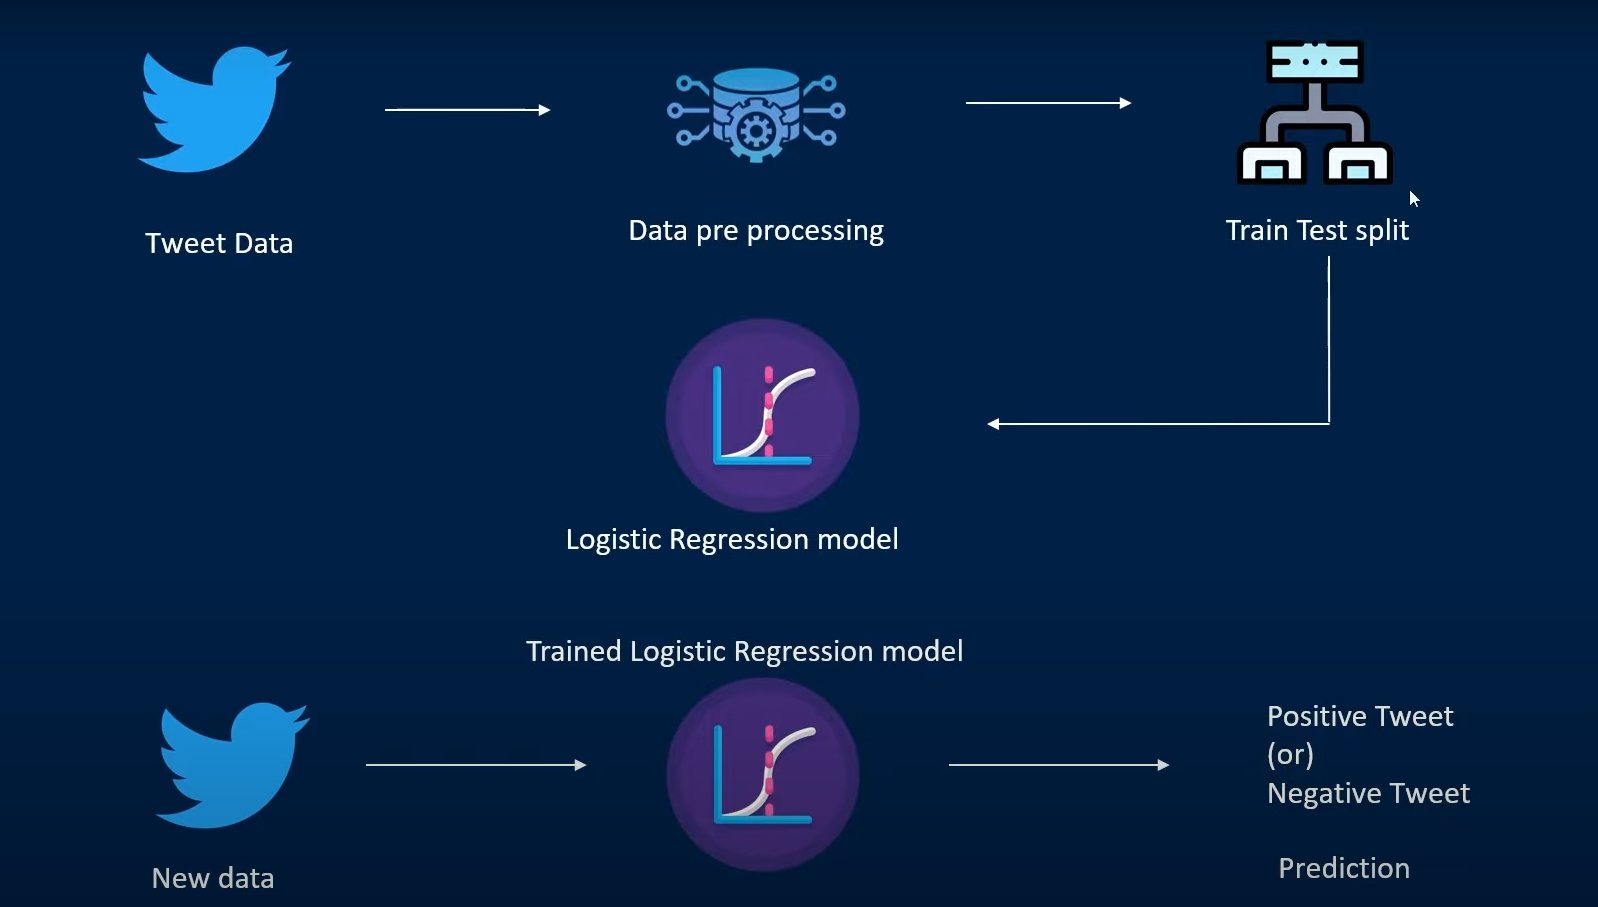 Tweet Data
Data pre processing
Train Test split
Logistic Regression model
Trained Logistic Regression model
New data
Positive Tweet
(or)
Negative Tweet
Prediction